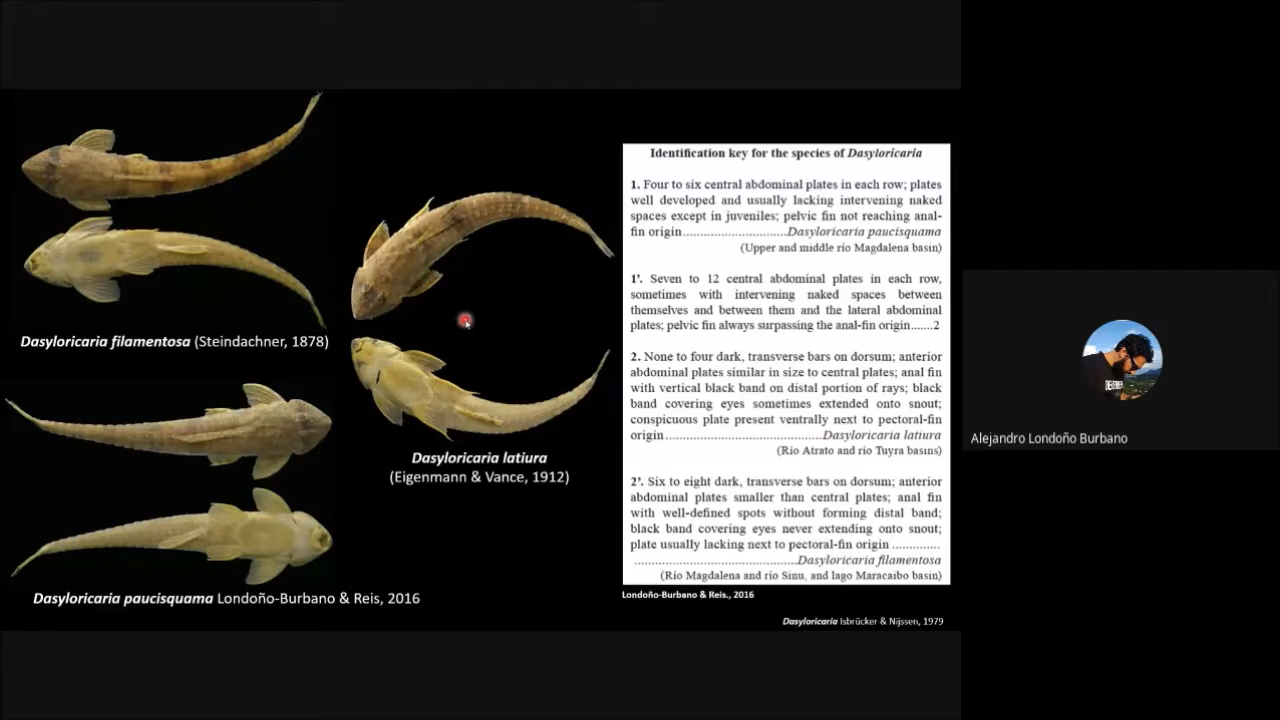 Dasyloricaria filamentosa (Steindachner, 1878)
Dasyloricaria latiura
(Eigenmann & Vance, 1912)
Dasyloricaria paucisquama Londoño-Burbano & Reis, 2016
Identification key for the species of Dasyloricaria
1. Four to six central abdominal plates in each row; plates
well developed and usually lacking intervening naked
spaces except in juveniles; pelvic fin not reaching anal-
fin origin.......................Dasyloricaria paucisquama
(Upper and middle rio Magdalena basin)
1'. Seven to 12 central abdominal plates in each row,
sometimes with intervening naked spaces between
themselves and between them and the lateral abdominal
plates; pelvic fin always surpassing the anal-fin origin.......2
2. None to four dark, transverse bars on dorsum; anterior
abdominal plates similar in size to central plates; anal fin
with vertical black band on distal portion of rays; black
band covering eyes sometimes extended onto snout;
conspicuous plate present ventrally next to pectoral-fin
origin..................................Dasyloricaria latiura
(Río Atrato and río Tuyra basins)
2'. Six to eight dark, transverse bars on dorsum; anterior
abdominal plates smaller than central plates; anal fin
with well-defined spots without forming distal band;
black band covering eyes never extending onto snout;
plate usually lacking next to pectoral-fin origin ..............
...................................Dasyloricaria filamentosa
(Río Magdalena and río Sinu, and lago Maracaibo basin)
Londoño-Burbano & Reis., 2016
Dasyloricaria Isbrücker & Nijssen, 1979
Alejandro Londoño Burbano